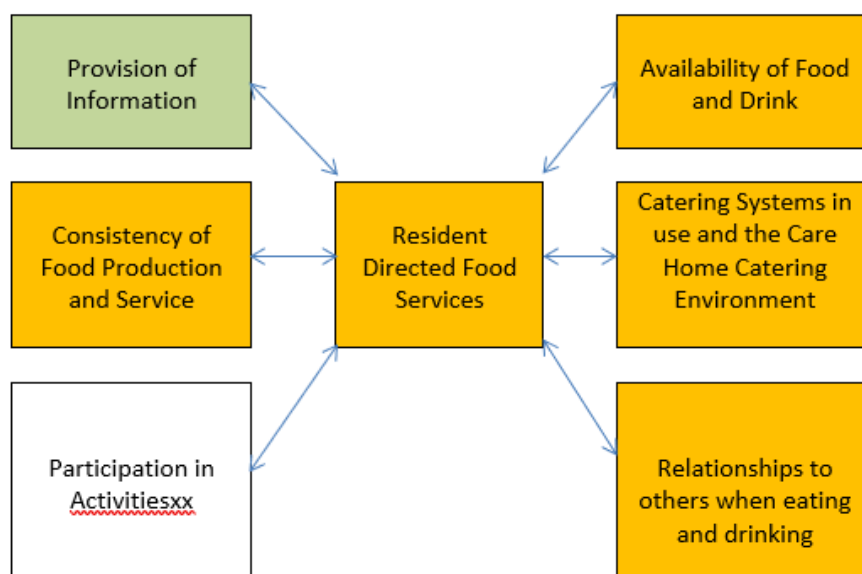 Provision of
Information
Availability of Food
and Drink
Consistency of
Food Production
and Service
Resident
Directed Food
Services
Catering Systems in
use and the Care
Home Catering
Environment
Participation in
Activitiesxx
Relationships to
others when eating
and drinking